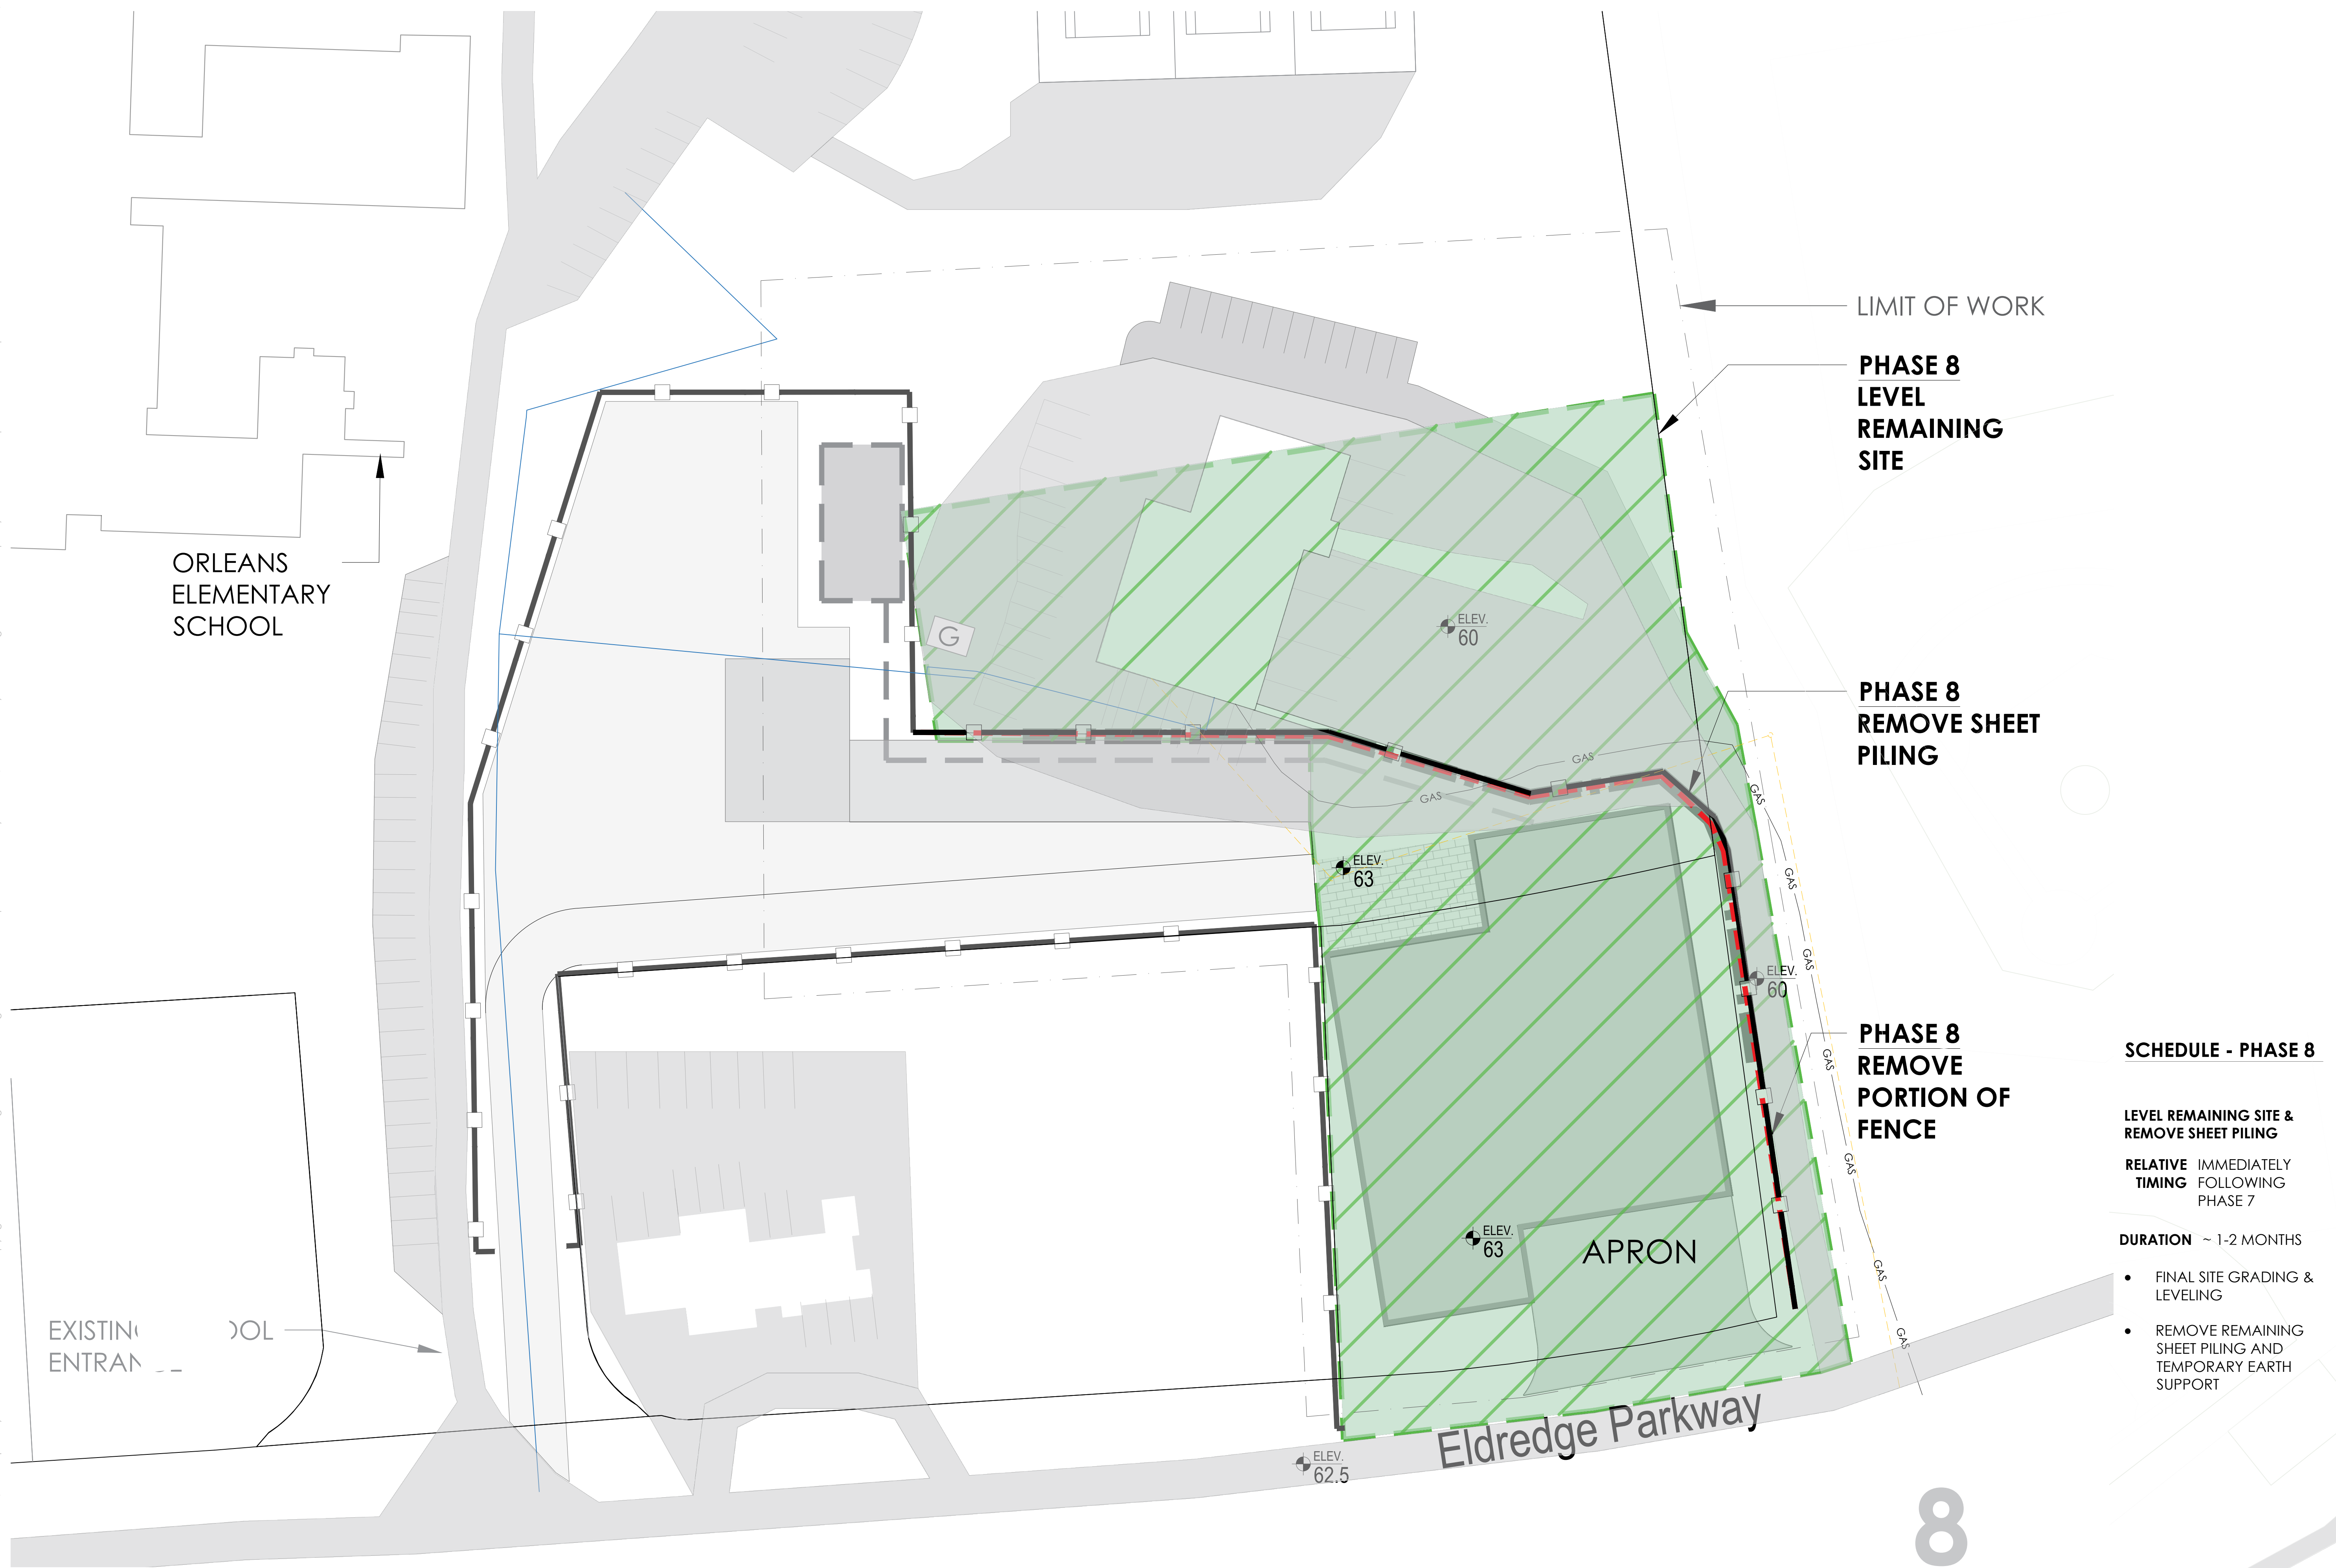 LIMIT OF WORK
PHASE 8
LEVEL
REMAINING
SITE
ORLEANS
ELEMENTARY
SCHOOL
G
ELEV.
60
PHASE 8
REMOVE SHEET
PILING
GAS
GAS
GAS
ELEV.
63
GAS
GAS
ELEV.
60
PHASE 8
REMOVE
PORTION OF
FENCE
GAS
GAS
GAS
GAS
GAS
ELEV.
63
APRON
Eldredge Parkway
ELEV.
62.5
SCHEDULE - PHASE 8
LEVEL REMAINING SITE &
REMOVE SHEET PILING
RELATIVE IMMEDIATELY
TIMING FOLLOWING
PHASE 7
DURATION ~ 1-2 MONTHS
• FINAL SITE GRADING &
LEVELING
• REMOVE REMAINING
SHEET PILING AND
TEMPORARY EARTH
SUPPORT
8